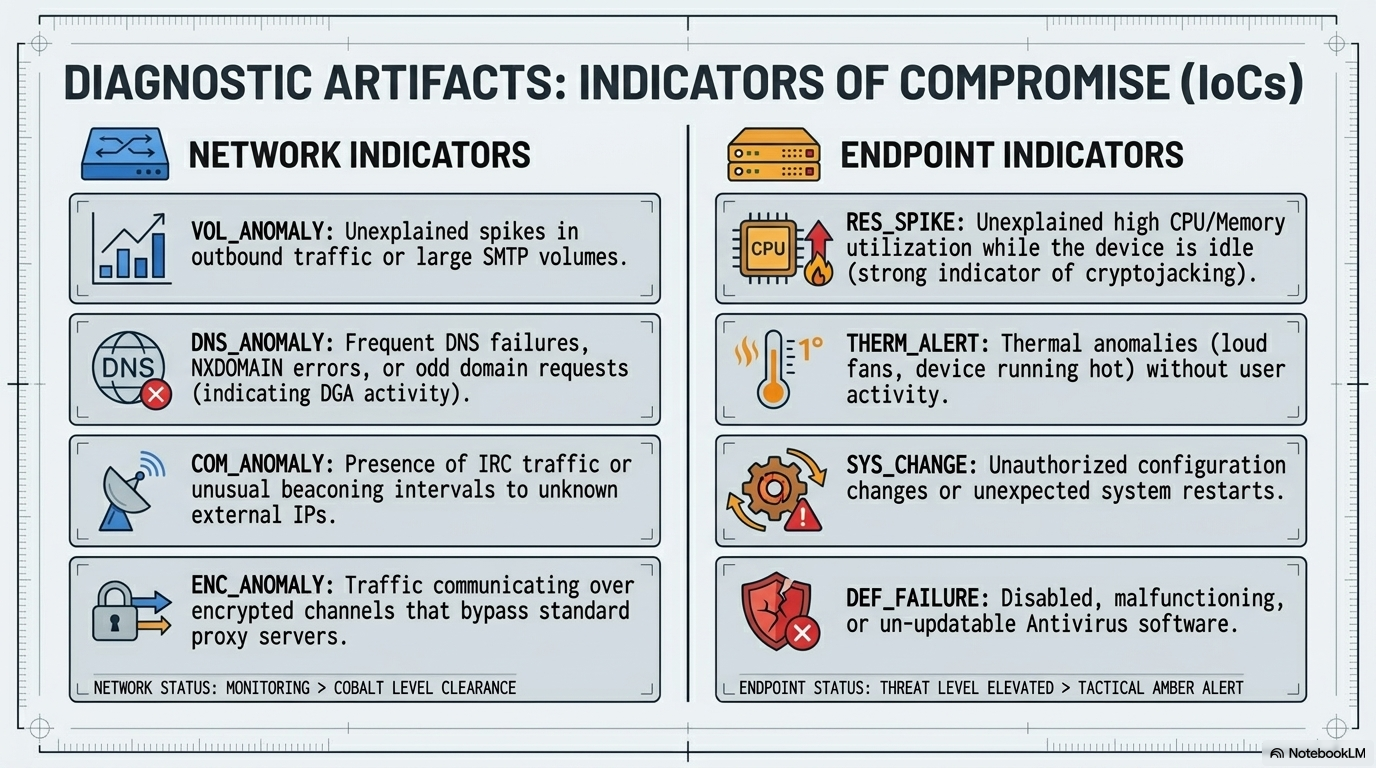 DIAGNOSTIC ARTIFACTS: INDICATORS OF COMPROMISE (IoCs)
NETWORK INDICATORS
VOL_ANOMALY: Unexplained spikes in
outbound traffic or large SMTP volumes.
DNS
DNS_ANOMALY: Frequent DNS failures,
NXDOMAIN errors, or odd domain requests
(indicating DGA activity).
COM_ANOMALY: Presence of IRC traffic or
unusual beaconing intervals to unknown
external IPs.
ENC_ANOMALY: Traffic communicating over
encrypted channels that bypass standard
proxy servers.
NETWORK STATUS: MONITORING > COBALT LEVEL CLEARANCE
ENDPOINT INDICATORS
CPU
RES_SPIKE: Unexplained high CPU/Memory
utilization while the device is idle
(strong indicator of cryptojacking).
1°
THERM_ALERT: Thermal anomalies (loud
fans, device running hot) without user
activity.
SYS_CHANGE: Unauthorized configuration
changes or unexpected system restarts.
DEF_FAILURE: Disabled, malfunctioning,
or un-updatable Antivirus software.
ENDPOINT STATUS: THREAT LEVEL ELEVATED > TACTICAL AMBER ALERT
NotebookLM